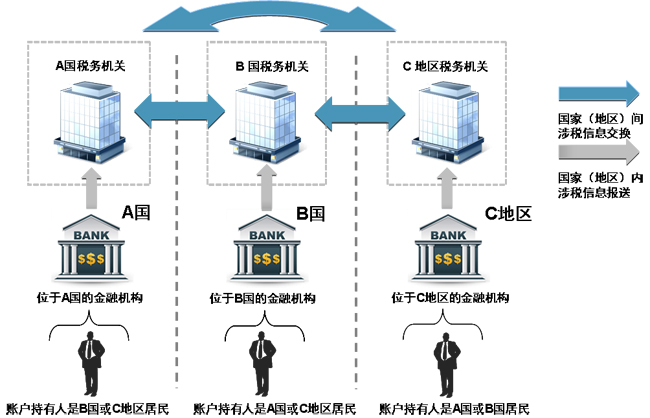 A国税务机关
B 国税务机关
C 地区税务机关
国家（地区）间
涉税信息交换
国家（地区）内
涉税信息报送
A国
B国
C地区
BANK
$$$
BANK
$$$
BANK
$$$
位于A国的金融机构
位于B国的金融机构
位于C地区的金融机构
账户持有人是B国或C地区居民
账户持有人是A国或C地区居民
账户持有人是A国或B国居民